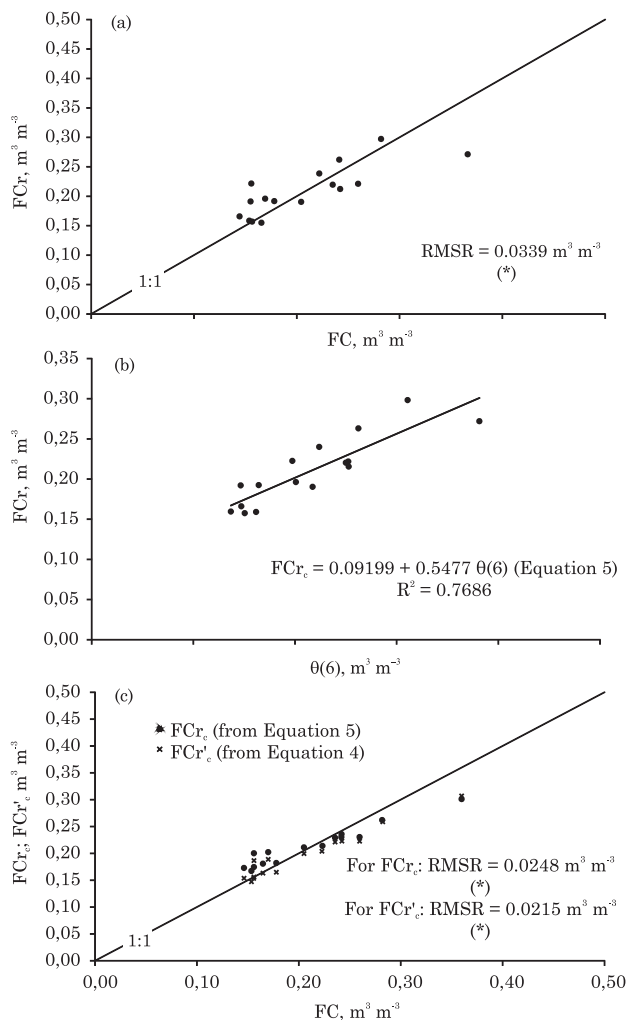 (a)
0,50
0,45
0,40
0,35
0,30
0,25
0,20
0,15
0,10
0,05
0,00
FCr, m³ m⁻³
1:1
RMSR = 0.0339 m³ m⁻³
(*)
FC, m³ m⁻³
(b)
0,35
0,30
0,25
0,20
0,15
0,10
0,05
0,00
FCr, m³ m⁻³
FCr꜀ = 0.09199 + 0.5477 θ(6) (Equation 5)
R² = 0.7686
θ(6), m³ m⁻³
(c)
0,50
0,45
0,40
0,35
0,30
0,25
0,20
0,15
0,10
0,05
0,00
FCr꜀; FCr'꜀ m³ m⁻³
FCr꜀ (from Equation 5)
FCr'꜀ (from Equation 4)
For FCr꜀: RMSR = 0.0248 m³ m⁻³
(*)
For FCr'꜀: RMSR = 0.0215 m³ m⁻³
(*)
1:1
0,00 0,10 0,20 0,30 0,40 0,50
FC, m³ m⁻³